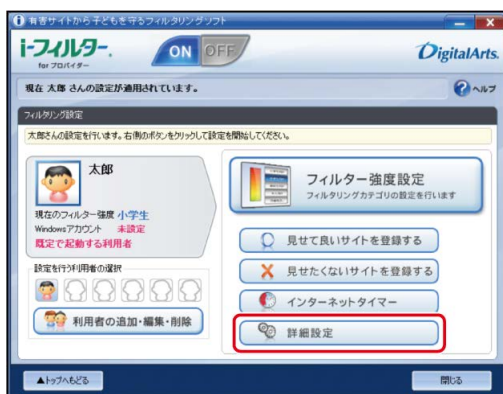 有害サイトから子どもを守るフィルタリングソフト
i-フィルター®
for プロバイダー
ON OFF
DigitalArts.
現在 太郎 さんの設定が適用されています。
ヘルプ
フィルタリング設定
太郎さんの設定を行います。右側のボタンをクリックして設定を開始してください。
太郎
現在のフィルター強度 小学生
Windowsアカウント 未設定
既定で起動する利用者
設定を行う利用者の選択
利用者の追加・編集・削除
フィルター強度設定
フィルタリングカテゴリの設定を行います
見せて良いサイトを登録する
見せたくないサイトを登録する
インターネットタイマー
詳細設定
▲トップへもどる
閉じる